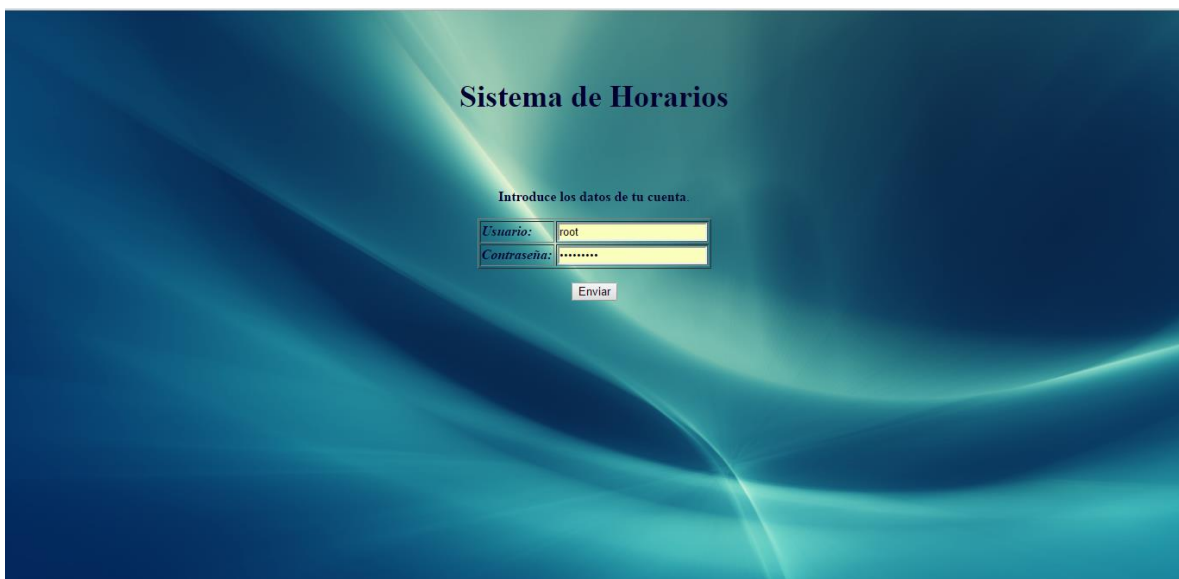 Sistema de Horarios
Introduce los datos de tu cuenta.
Usuario: root
Contraseña: •••••••••
Enviar